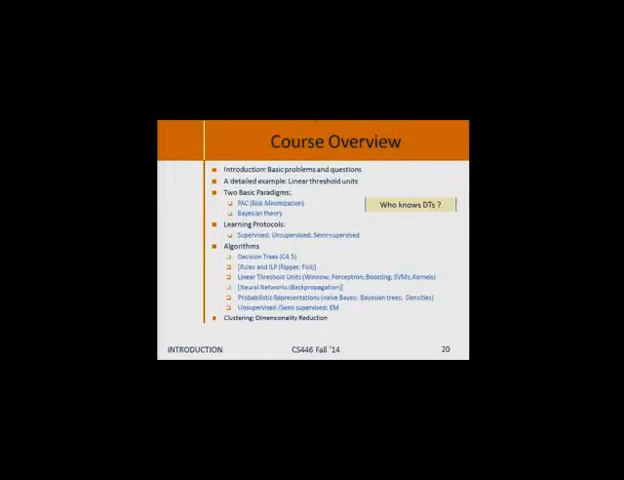 Course Overview
Introduction: Basic problems and questions
A detailed example: Linear threshold units
Two Basic Paradigms:
PAC (Risk Minimization)
Bayesian theory
Who knows DTs ?
Learning Protocols:
Supervised; Unsupervised; Semi-supervised
Algorithms
Decision Trees (C4.5)
[Rules and ILP (Ripper, Foil)]
Linear Threshold Units (Winnow; Perceptron; Boosting; SVMs; Kernels)
[Neural Networks (Backpropagation)]
Probabilistic Representations (naïve Bayes; Bayesian trees; Densities)
Unsupervised /Semi supervised: EM
Clustering; Dimensionality Reduction
INTRODUCTION CS446 Fall '14 20